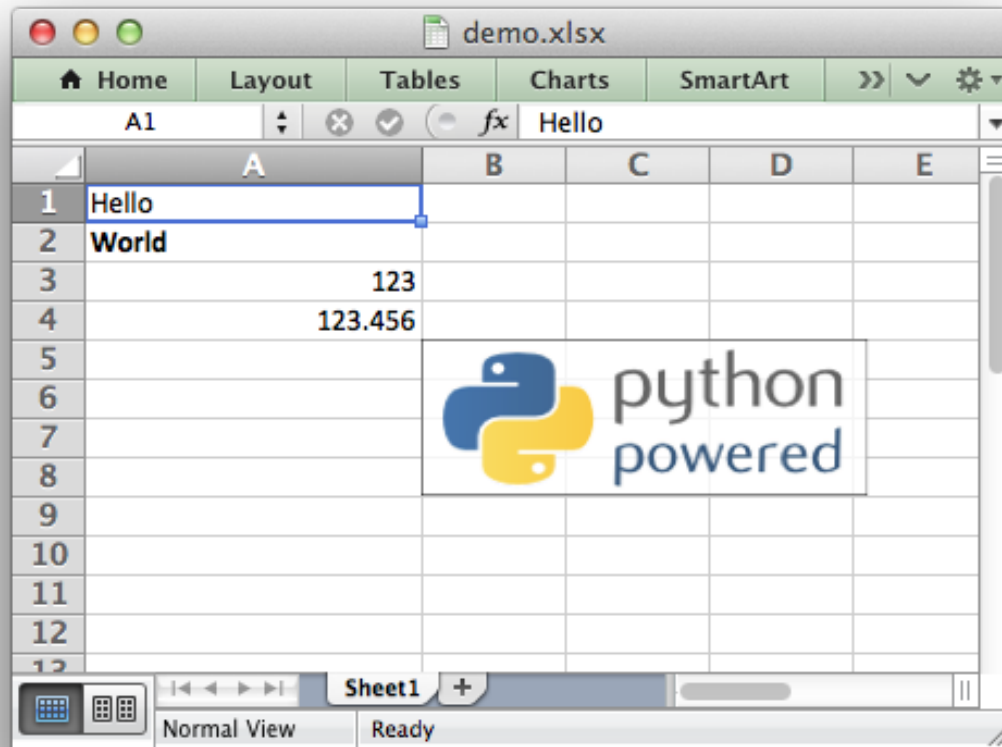 demo.xlsx
Home Layout Tables Charts SmartArt
A1 fx Hello
A B C D E
1 Hello
2 World
3 123
4 123.456
5
6
7
8
python
powered
9
10
11
12
13
Sheet1 +
Normal View Ready